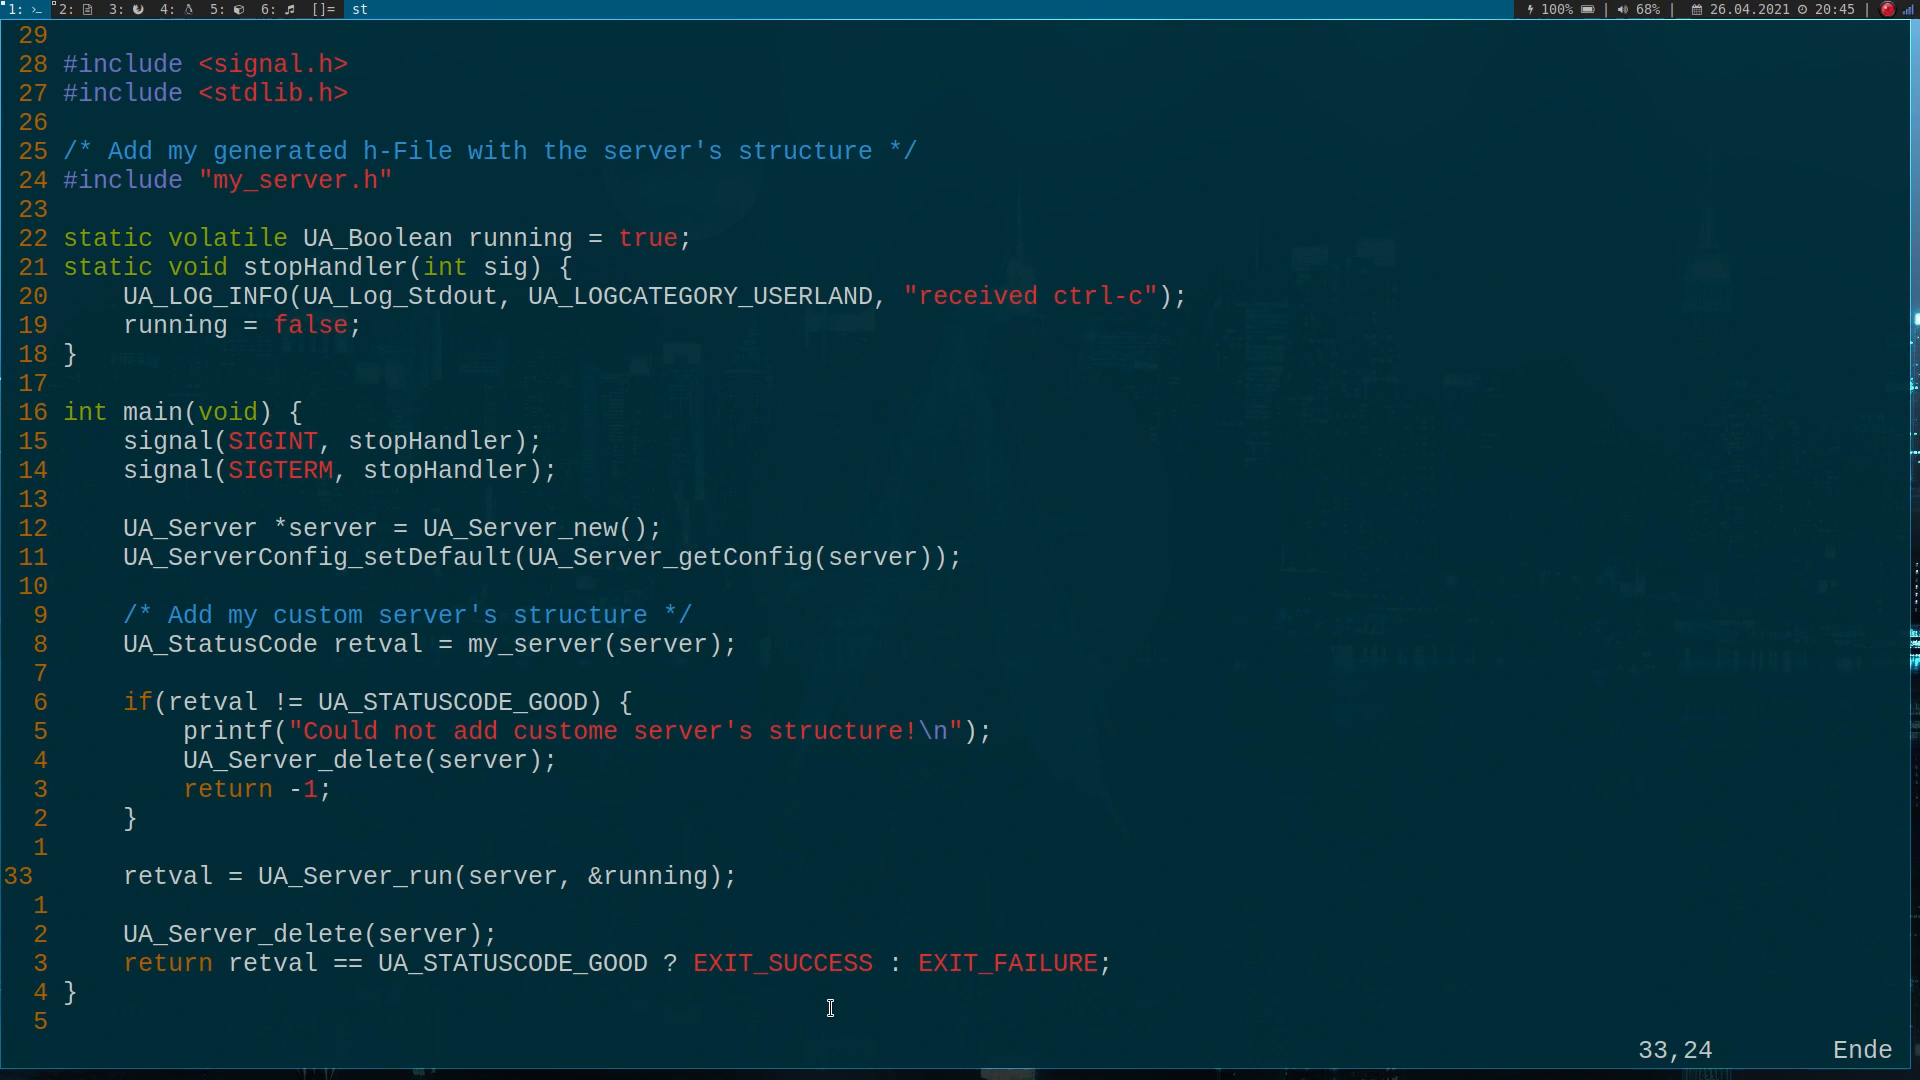 1: 2: 3: 4: 5: 6: []= st 100% | 68% | 26.04.2021 20:45 |
29
28 #include <signal.h>
27 #include <stdlib.h>
26
25 /* Add my generated h-File with the server's structure */
24 #include "my_server.h"
23
22 static volatile UA_Boolean running = true;
21 static void stopHandler(int sig) {
20     UA_LOG_INFO(UA_Log_Stdout, UA_LOGCATEGORY_USERLAND, "received ctrl-c");
19     running = false;
18 }
17
16 int main(void) {
15     signal(SIGINT, stopHandler);
14     signal(SIGTERM, stopHandler);
13
12     UA_Server *server = UA_Server_new();
11     UA_ServerConfig_setDefault(UA_Server_getConfig(server));
10
9     /* Add my custom server's structure */
8     UA_StatusCode retval = my_server(server);
7
6     if(retval != UA_STATUSCODE_GOOD) {
5         printf("Could not add custome server's structure!\n");
4         UA_Server_delete(server);
3         return -1;
2     }
1
33     retval = UA_Server_run(server, &running);
1
2     UA_Server_delete(server);
3     return retval == UA_STATUSCODE_GOOD ? EXIT_SUCCESS : EXIT_FAILURE;
4 }
5
33,24 Ende